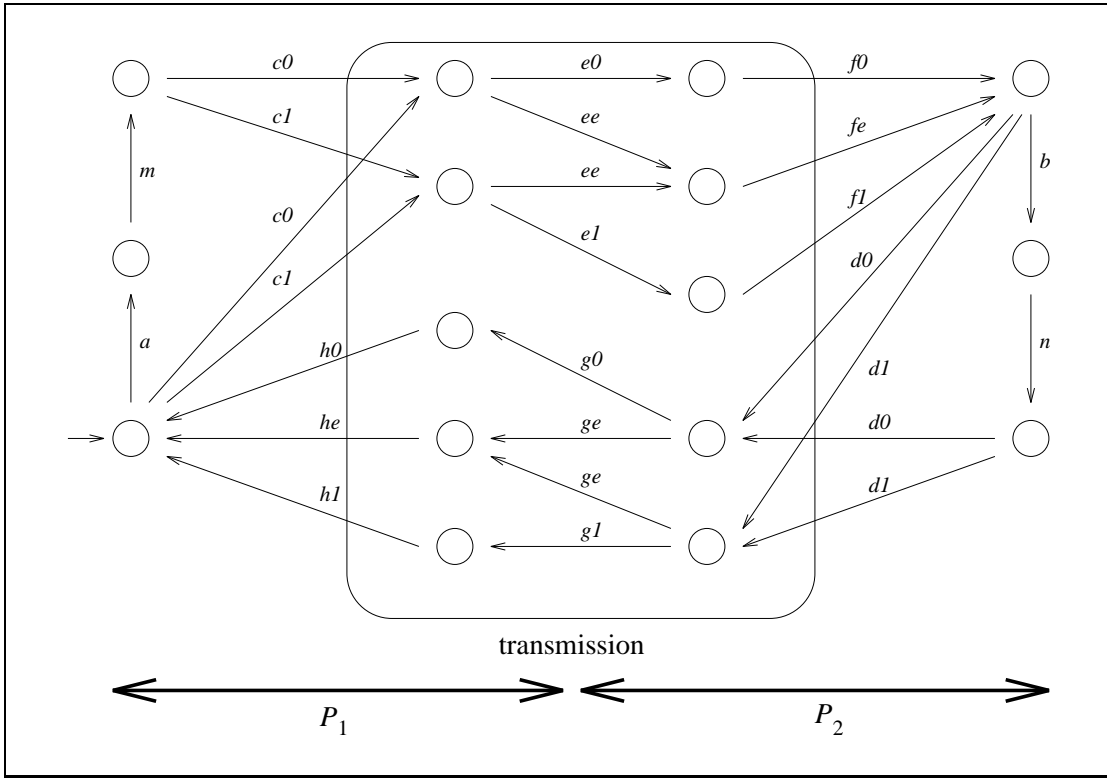 c0
e0
f0
c1
ee
fe
m
ee
b
c0
e1
f1
c1
d0
a
h0
g0
n
d1
he
ge
d0
h1
ge
d1
g1
transmission
P1
P2